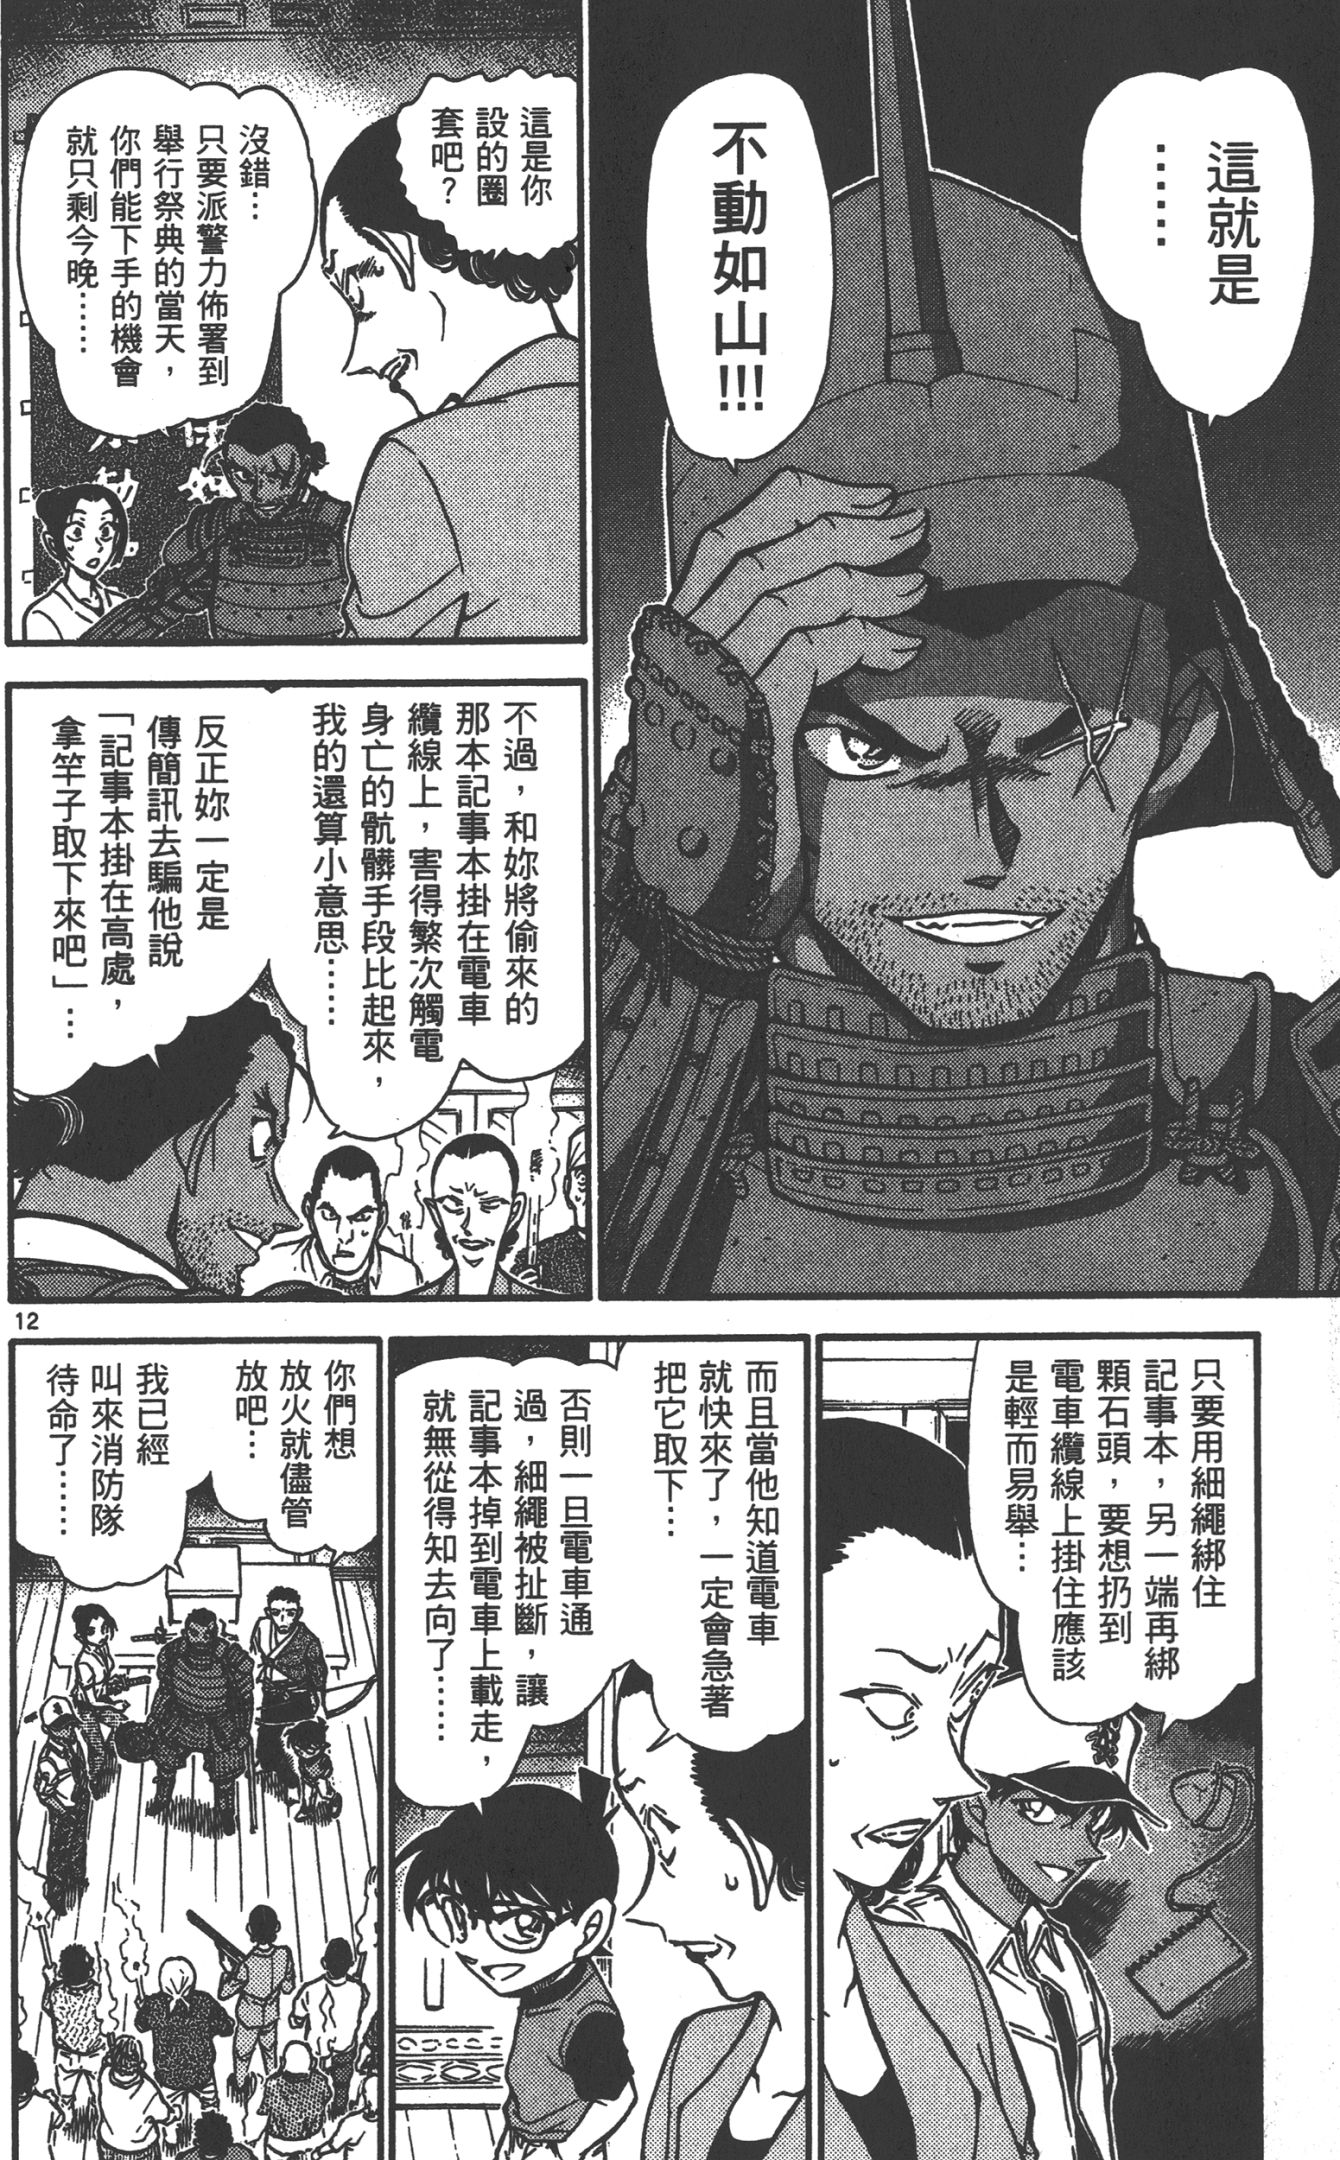 這就是
……
不動如山!!!
這是你
設的圈
套吧？
沒錯…
只要派警力佈署到
舉行祭典的當天，
你們能下手的機會
就只剩今晚……
不過，和妳將偷來的
那本記事本掛在電車
纜線上，害得繁次觸電
身亡的骯髒手段比起來，
我的還算小意思……
反正妳一定是
傳簡訊去騙他說
「記事本掛在高處，
拿竿子取下來吧」…
12
只要用細繩綁住
記事本，另一端再綁
顆石頭，要想扔到
電車纜線上掛住應該
是輕而易舉…
而且當他知道電車
就快來了，一定會急著
把它取下…
否則一旦電車通
過，細繩被扯斷，讓
記事本掉到電車上載走，
就無從得知去向了……
你們想
放火就儘管
放吧…
我已經
叫來消防隊
待命了……